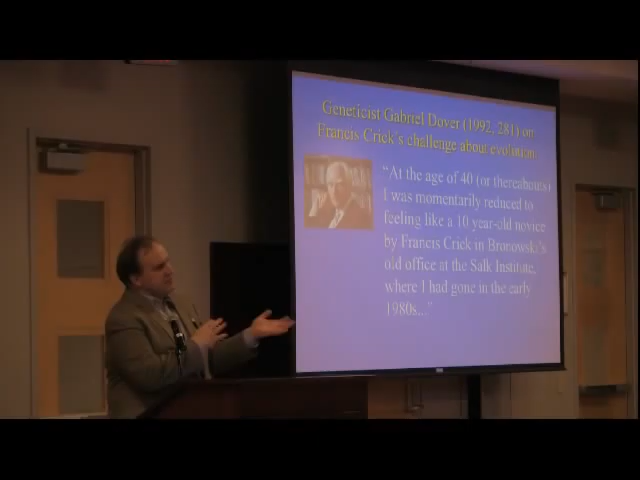 Geneticist Gabriel Dover (1992, 281) on
Francis Crick's challenge about evolution:
"At the age of 40 (or thereabouts)
I was momentarily reduced to
feeling like a 10 year-old novice
by Francis Crick in Bronowski's
old office at the Salk Institute,
where I had gone in the early
1980s..."